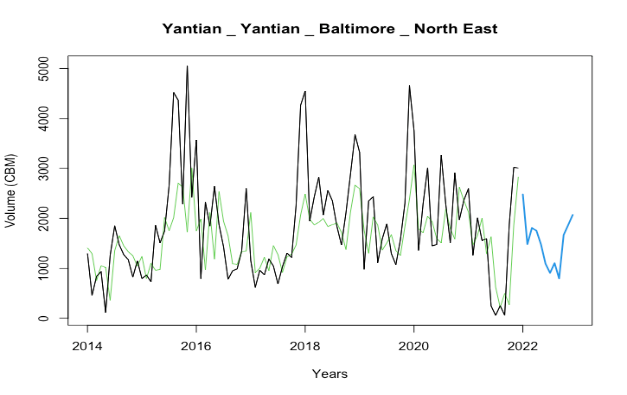 Yantian _ Yantian _ Baltimore _ North East
Volume (CBM)
5000
4000
3000
2000
1000
0
2014 2016 2018 2020 2022
Years